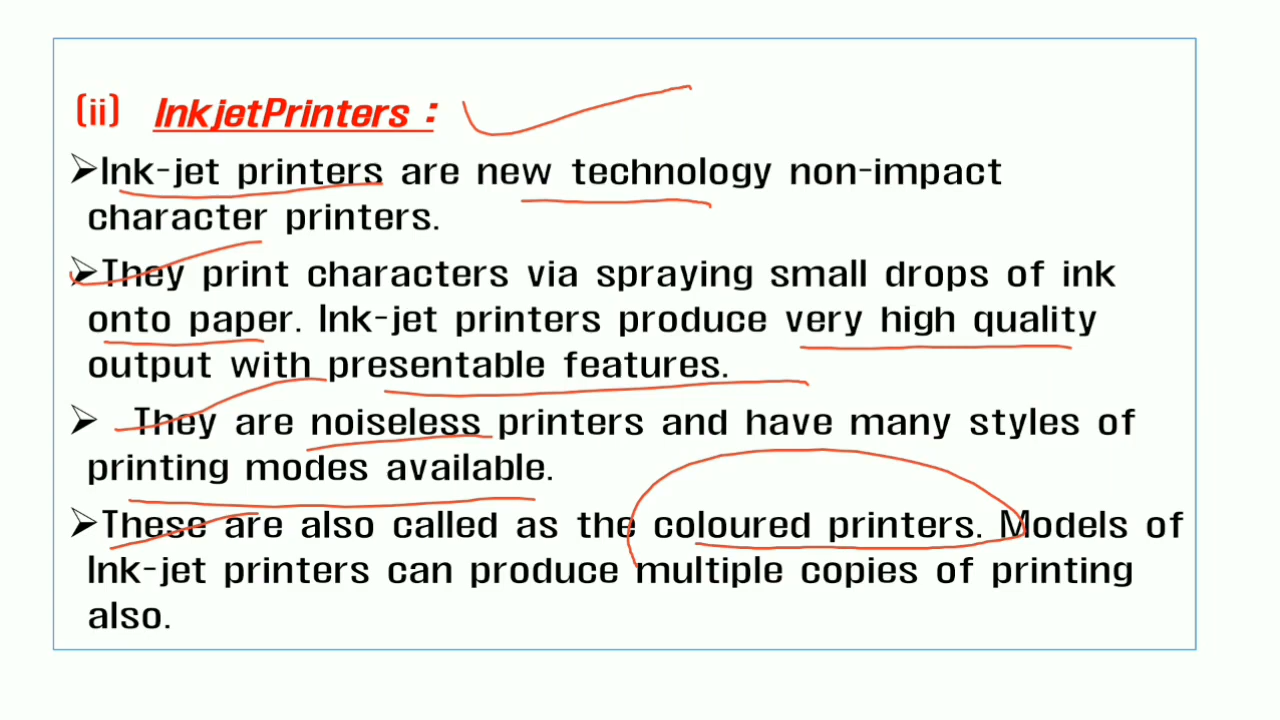 (ii) InkjetPrinters :
➢Ink-jet printers are new technology non-impact
character printers.
➢They print characters via spraying small drops of ink
onto paper. Ink-jet printers produce very high quality
output with presentable features.
➢ They are noiseless printers and have many styles of
printing modes available.
➢These are also called as the coloured printers. Models of
Ink-jet printers can produce multiple copies of printing
also.